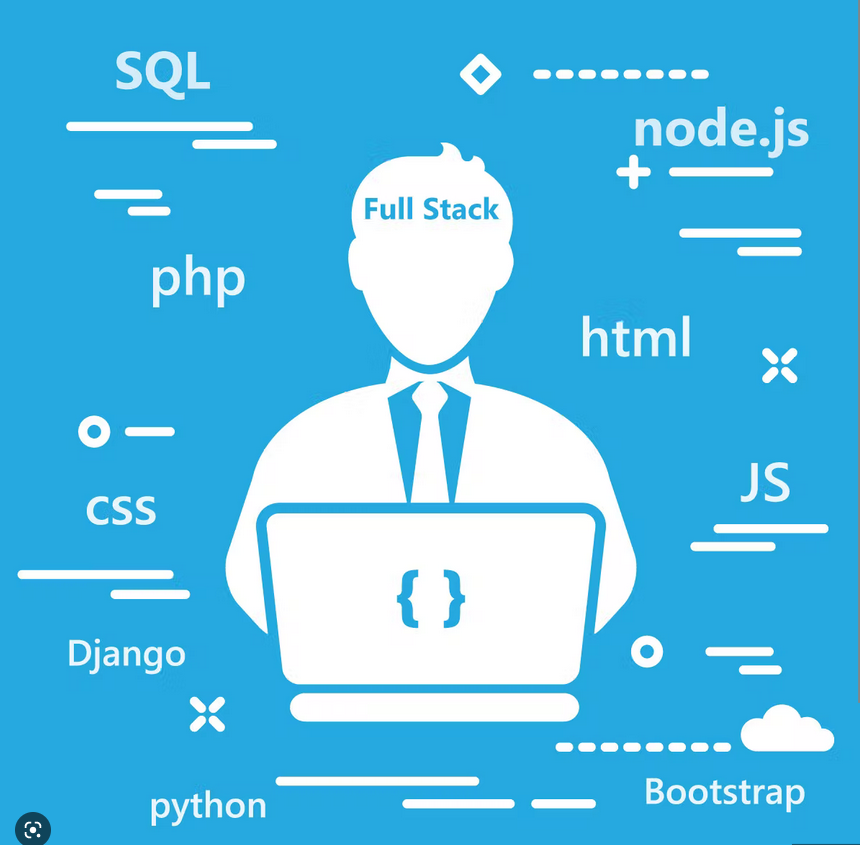 SQL
node.js
Full Stack
php
html
JS
css
{ }
Django
Bootstrap
python